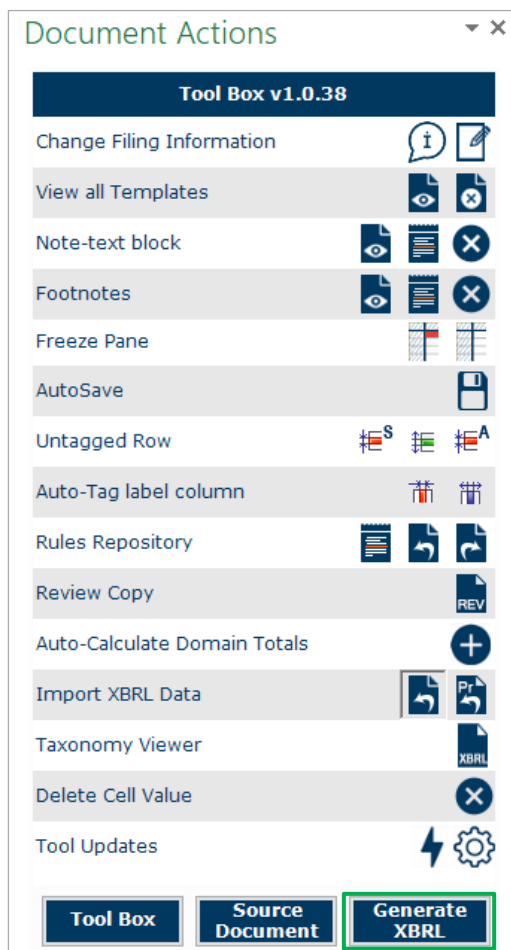 Document Actions
Tool Box v1.0.38
Change Filing Information
i
View all Templates
Note-text block
Footnotes
Freeze Pane
AutoSave
Untagged Row
S
A
Auto-Tag label column
Rules Repository
Review Copy
REV
Auto-Calculate Domain Totals
Import XBRL Data
Pr
Taxonomy Viewer
XBRL
Delete Cell Value
Tool Updates
Tool Box
Source
Document
Generate
XBRL